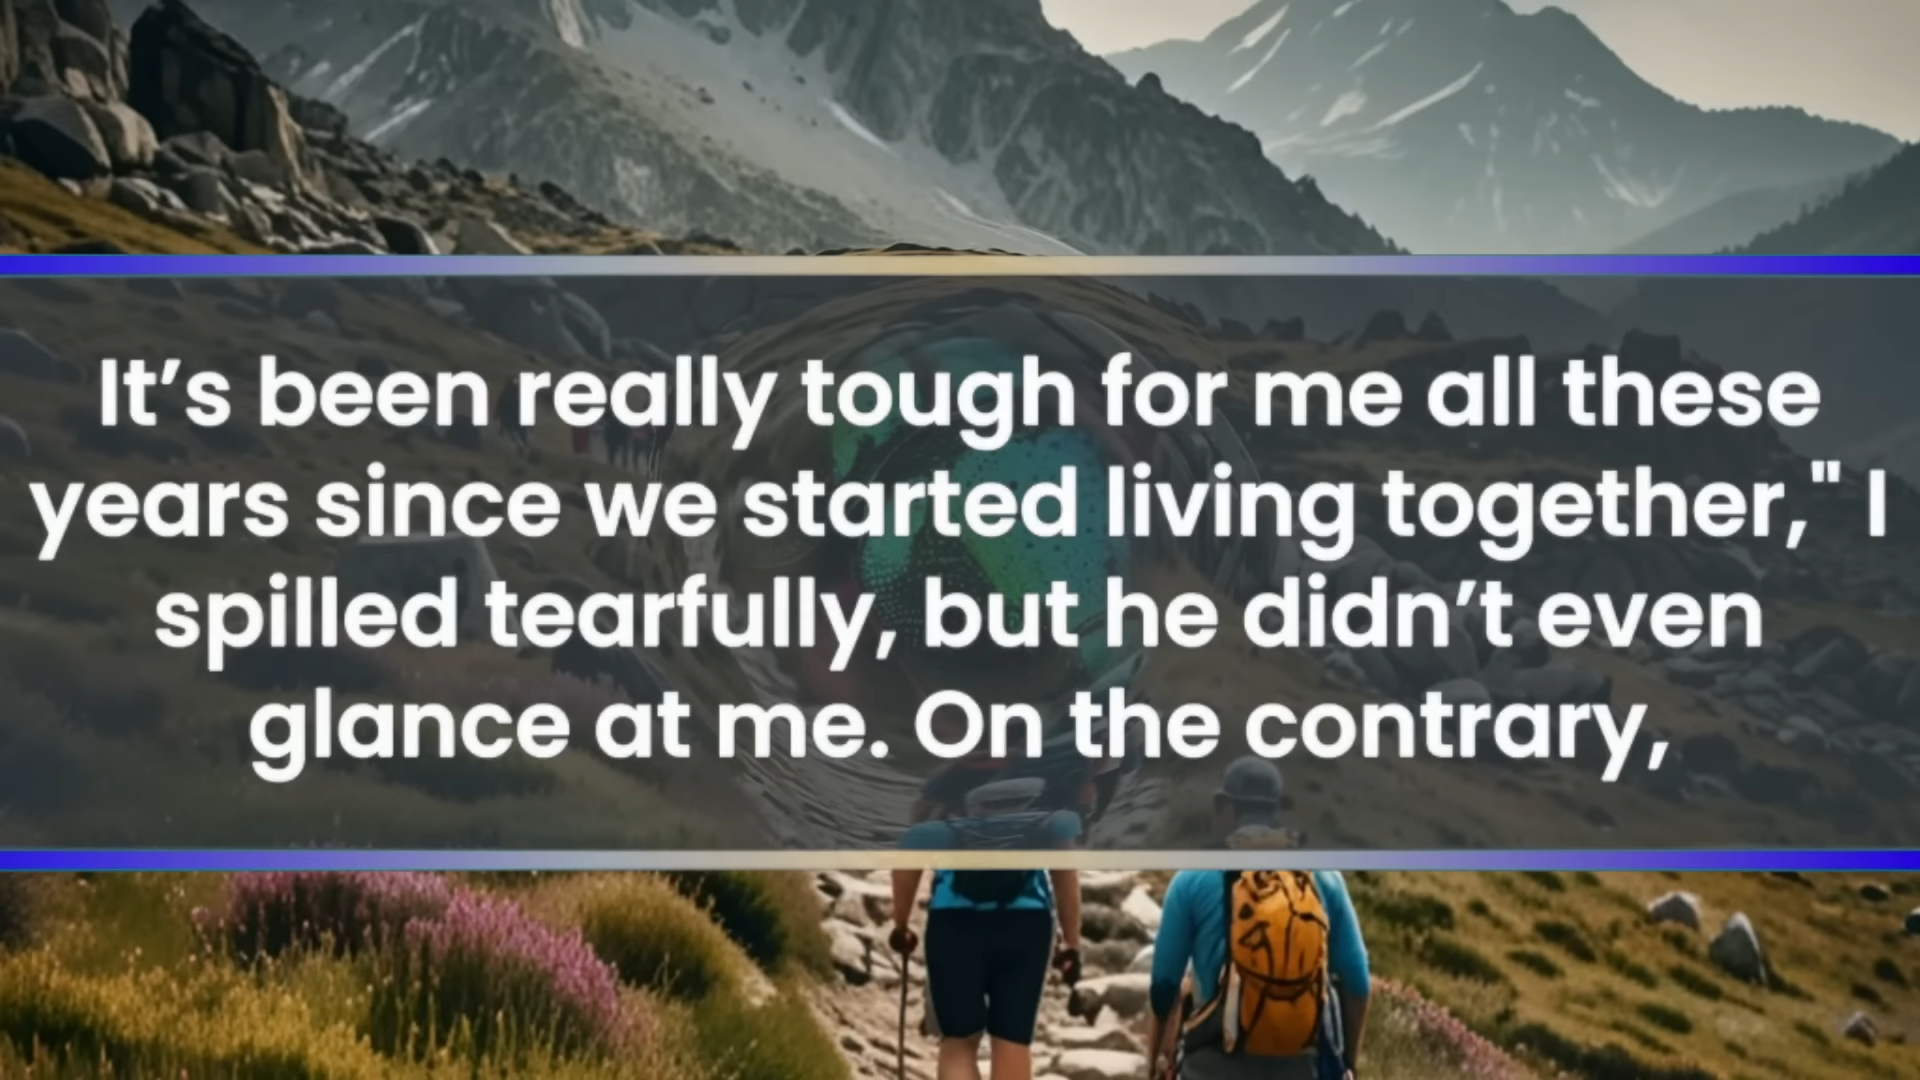 It’s been really tough for me all these
years since we started living together," I
spilled tearfully, but he didn’t even
glance at me. On the contrary,